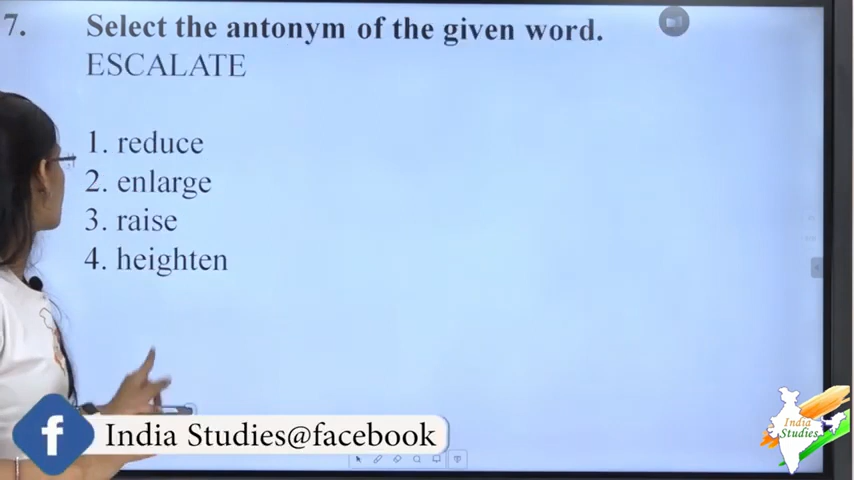 7. Select the antonym of the given word.
ESCALATE
1. reduce
2. enlarge
3. raise
4. heighten
f India Studies@facebook
India
Studies